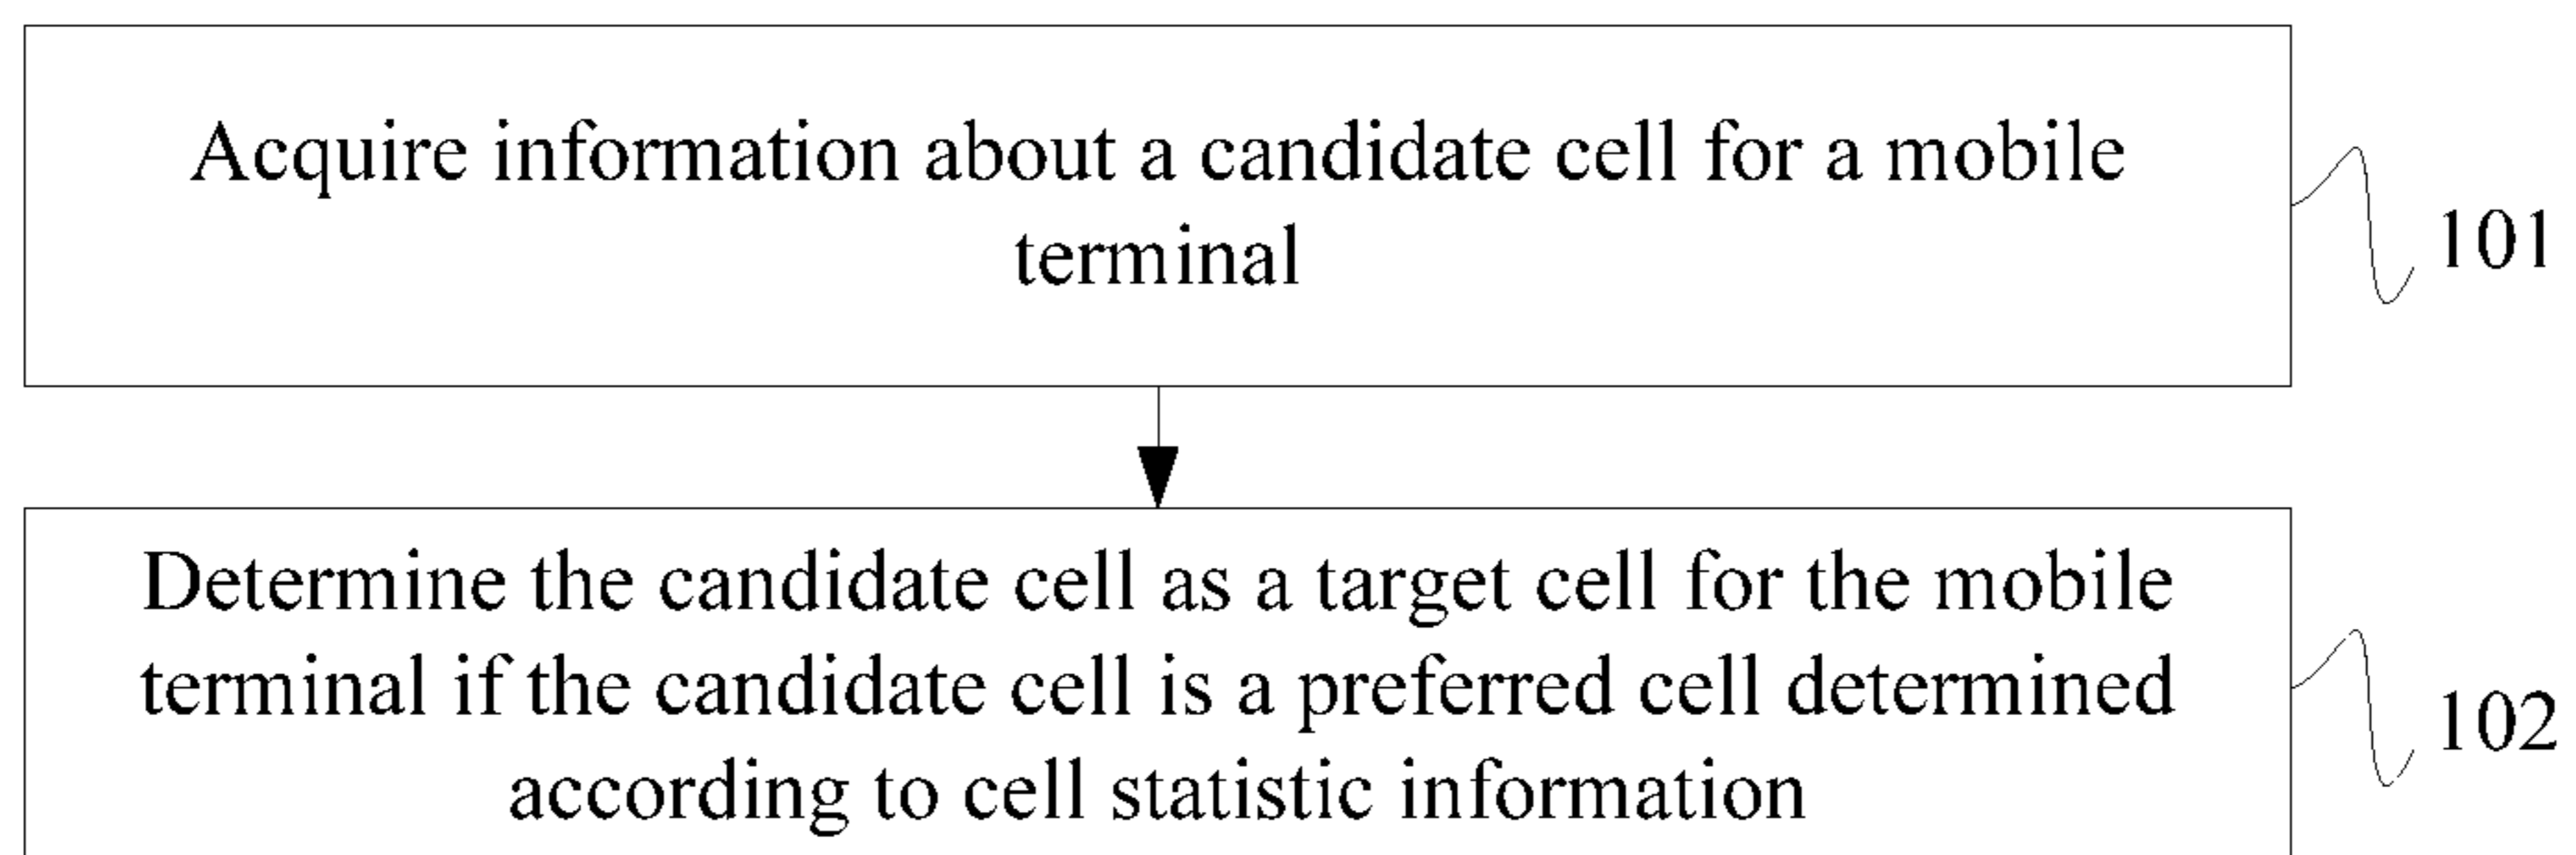 Acquire information about a candidate cell for a mobile
terminal
101
Determine the candidate cell as a target cell for the mobile
terminal if the candidate cell is a preferred cell determined
according to cell statistic information
102